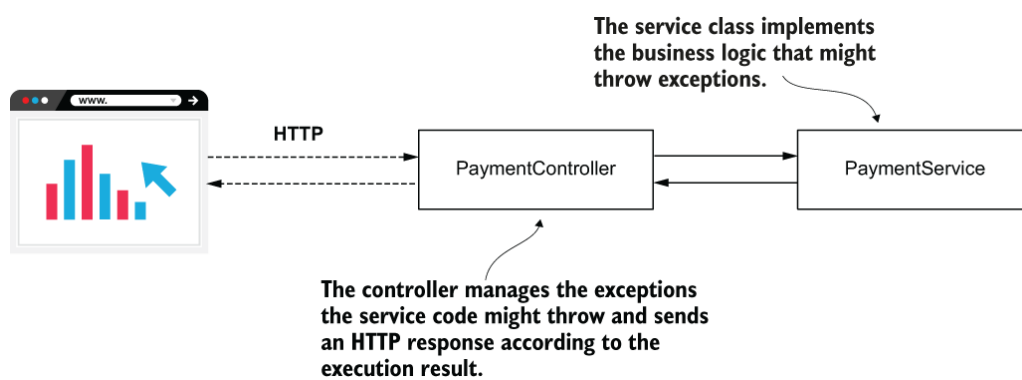 The service class implements
the business logic that might
throw exceptions.
www.
HTTP
PaymentController
PaymentService
The controller manages the exceptions
the service code might throw and sends
an HTTP response according to the
execution result.